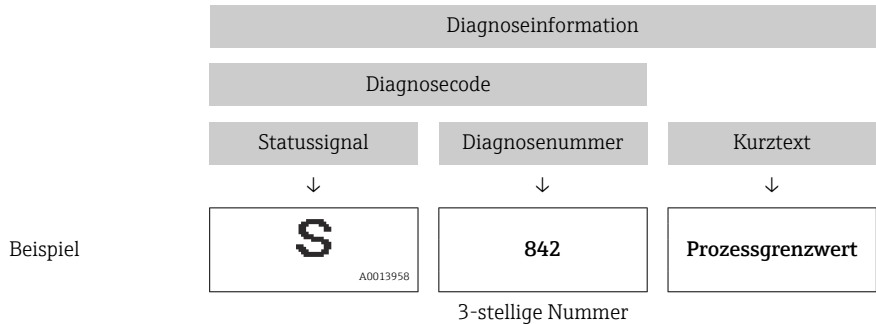 Diagnoseinformation
Diagnosecode
Statussignal Diagnosenummer Kurztext
↓ ↓ ↓
Beispiel S 842 Prozessgrenzwert
A0013958
3-stellige Nummer